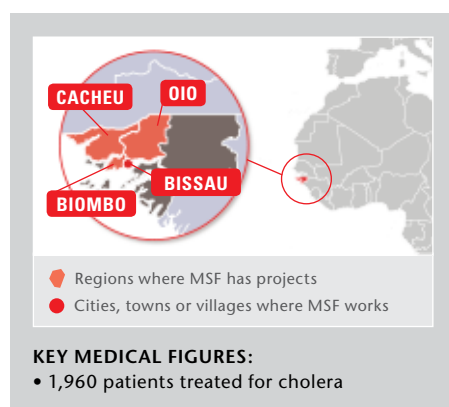 CACHEU
OIO
BISSAU
BIOMBO
Regions where MSF has projects
Cities, towns or villages where MSF works
KEY MEDICAL FIGURES:
• 1,960 patients treated for cholera